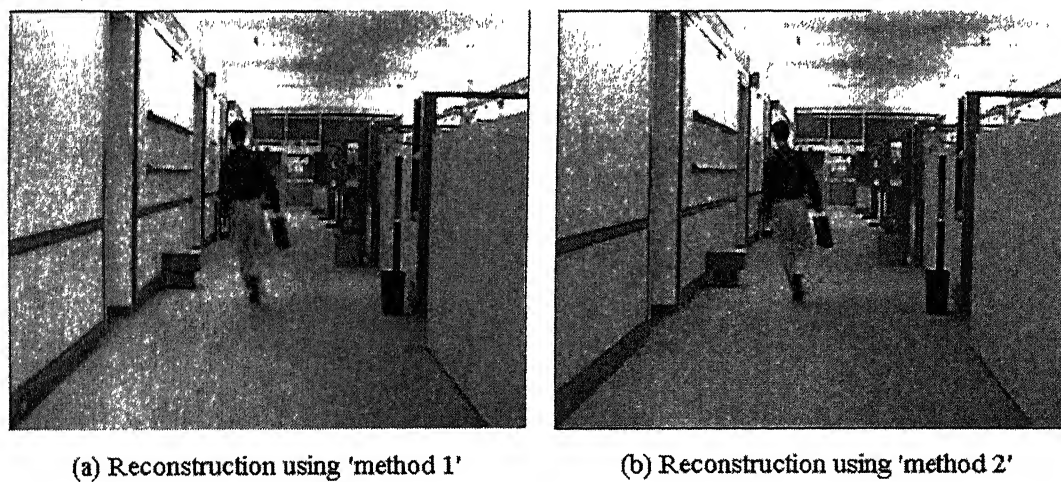 (a) Reconstruction using 'method 1'
(b) Reconstruction using 'method 2'